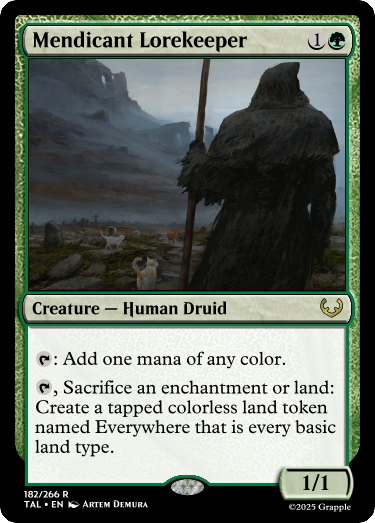 Mendicant Lorekeeper 1
Creature — Human Druid
: Add one mana of any color.
, Sacrifice an enchantment or land:
Create a tapped colorless land token
named Everywhere that is every basic
land type.
1/1
182/266 R
TAL • EN Artem Demura
©2025 Grapple